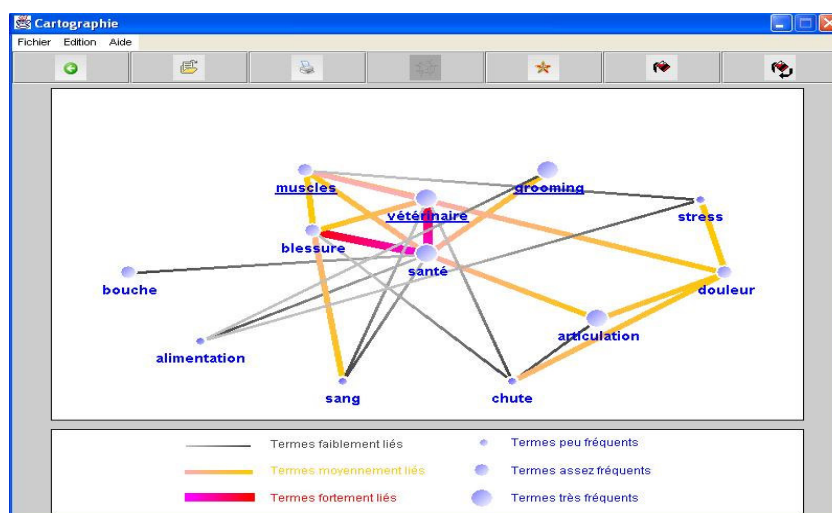 Cartographie
Fichier Edition Aide
muscles
grooming
vétérinaire
stress
blessure
santé
bouche
douleur
articulation
alimentation
sang
chute
Termes faiblement liés
Termes peu fréquents
Termes moyennement liés
Termes assez fréquents
Termes fortement liés
Termes très fréquents